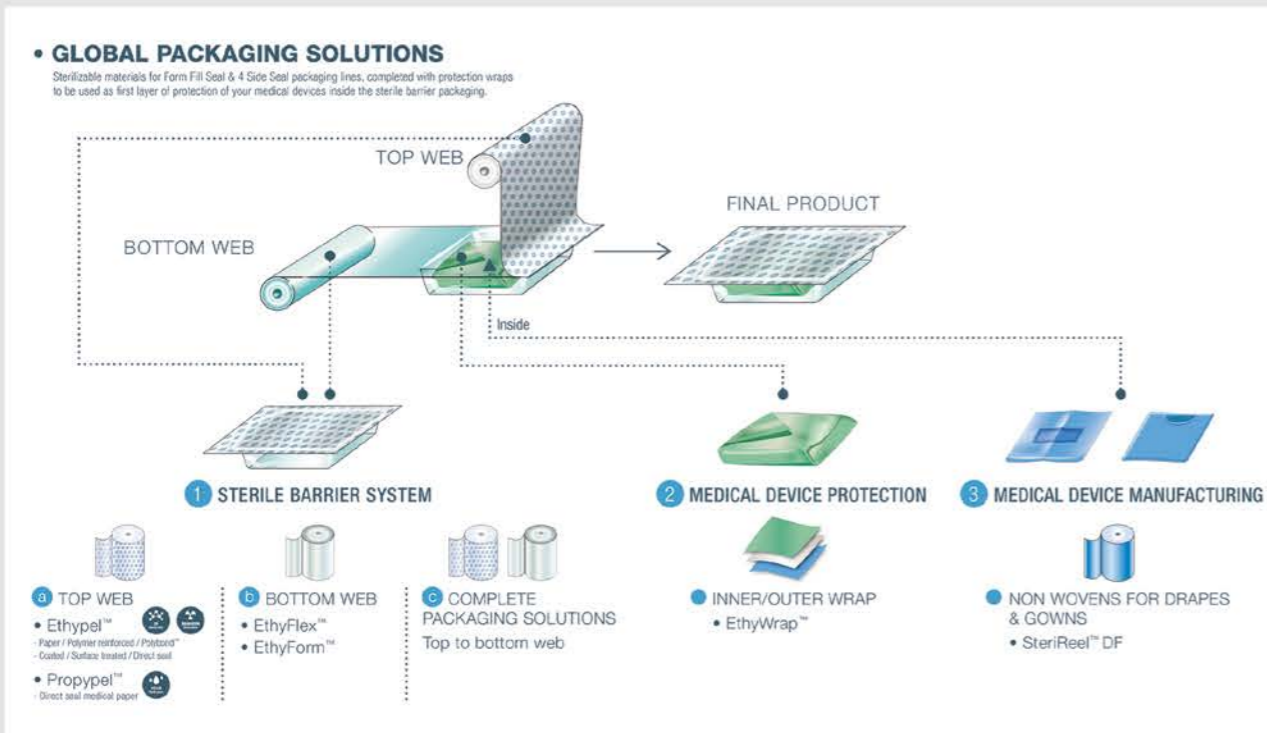 • GLOBAL PACKAGING SOLUTIONS
Sterilizable materials for Form Fill Seal & 4 Side Seal packaging lines, completed with protection wraps
to be used as first layer of protection of your medical devices inside the sterile barrier packaging.
TOP WEB
BOTTOM WEB
FINAL PRODUCT
Inside
1 STERILE BARRIER SYSTEM
a TOP WEB
• Ethypel™
- Paper / Polymer reinforced / Polybond™
- Coated / Surface treated / Direct seal
• Propypel™
- Direct seal medical paper
b BOTTOM WEB
• EthyFlex™
• EthyForm™
c COMPLETE
PACKAGING SOLUTIONS
Top to bottom web
2 MEDICAL DEVICE PROTECTION
INNER/OUTER WRAP
• EthyWrap™
3 MEDICAL DEVICE MANUFACTURING
NON WOVENS FOR DRAPES
& GOWNS
• SteriReel™ DF